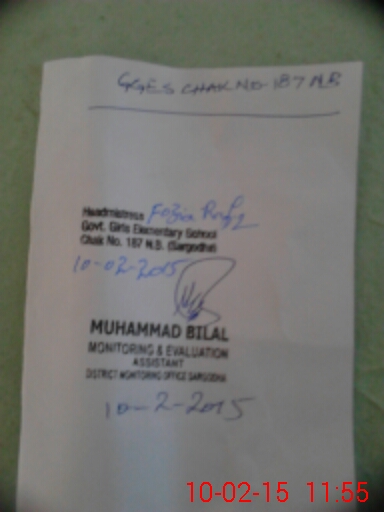 GGES CHAK NO. 187 N.B
Headmistress Fozia
Govt. Girls Elementary School
Chak No. 187 N.B. (Sargodha)
10-02-2015
MUHAMMAD BILAL
MONITORING & EVALUATION
ASSISTANT
DISTRICT MONITORING OFFICE SARGODHA
10-2-2015
10-02-15 11:55